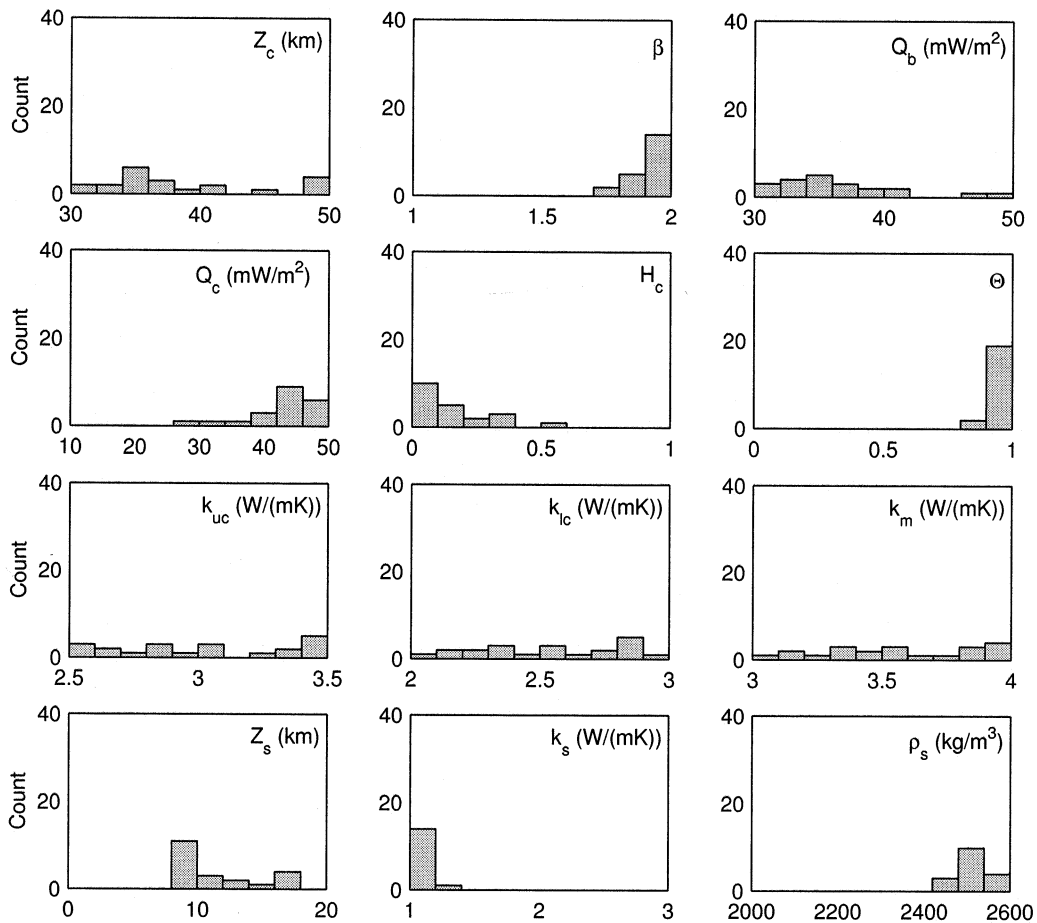 40
20
0
Count
Z_c (km)
30 40 50
40
20
0
β
1 1.5 2
40
20
0
Q_b (mW/m²)
30 40 50
40
20
0
Count
Q_c (mW/m²)
10 20 30 40 50
40
20
0
H_c
0 0.5 1
40
20
0
Θ
0 0.5 1
40
20
0
Count
k_uc (W/(mK))
2.5 3 3.5
40
20
0
k_lc (W/(mK))
2 2.5 3
40
20
0
k_m (W/(mK))
3 3.5 4
40
20
0
Count
Z_s (km)
0 10 20
40
20
0
k_s (W/(mK))
1 2 3
40
20
0
ρ_s (kg/m³)
2000 2200 2400 2600